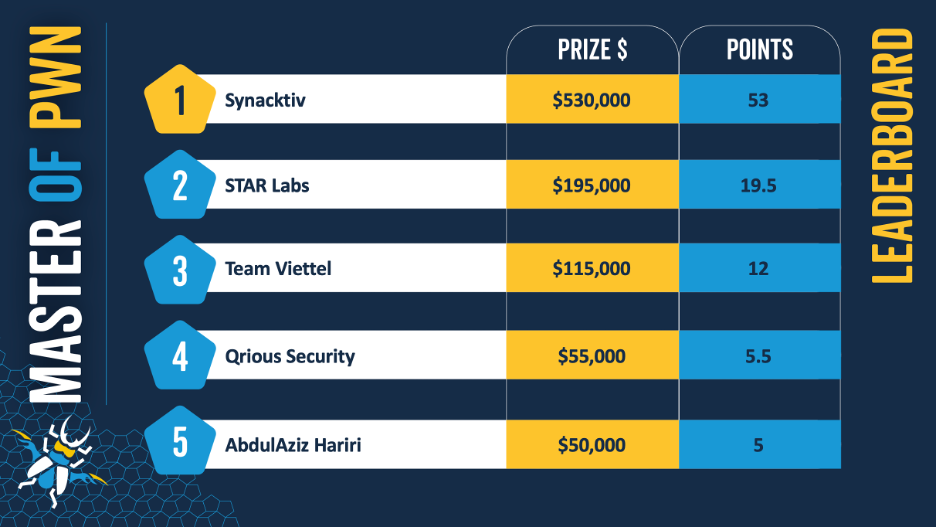 MASTER OF PWN
PRIZE $ POINTS
1 Synacktiv $530,000 53
2 STAR Labs $195,000 19.5
3 Team Viettel $115,000 12
4 Qrious Security $55,000 5.5
5 AbdulAziz Hariri $50,000 5
LEADERBOARD